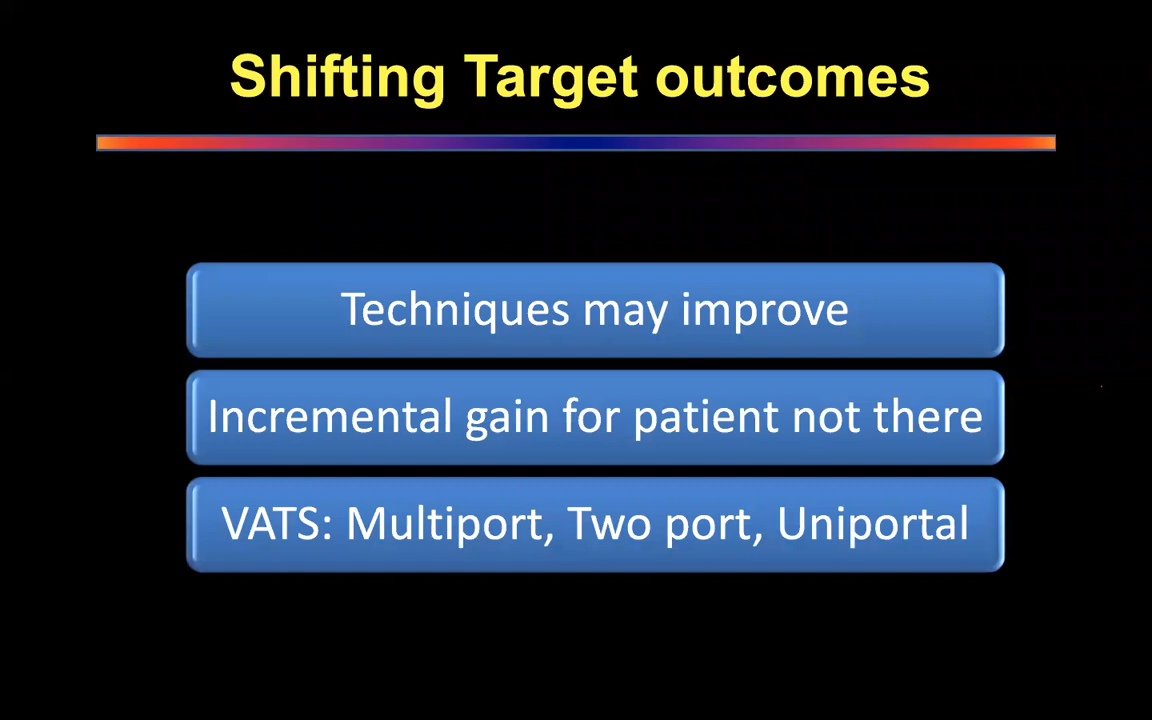 Shifting Target outcomes
Techniques may improve
Incremental gain for patient not there
VATS: Multiport, Two port, Uniportal